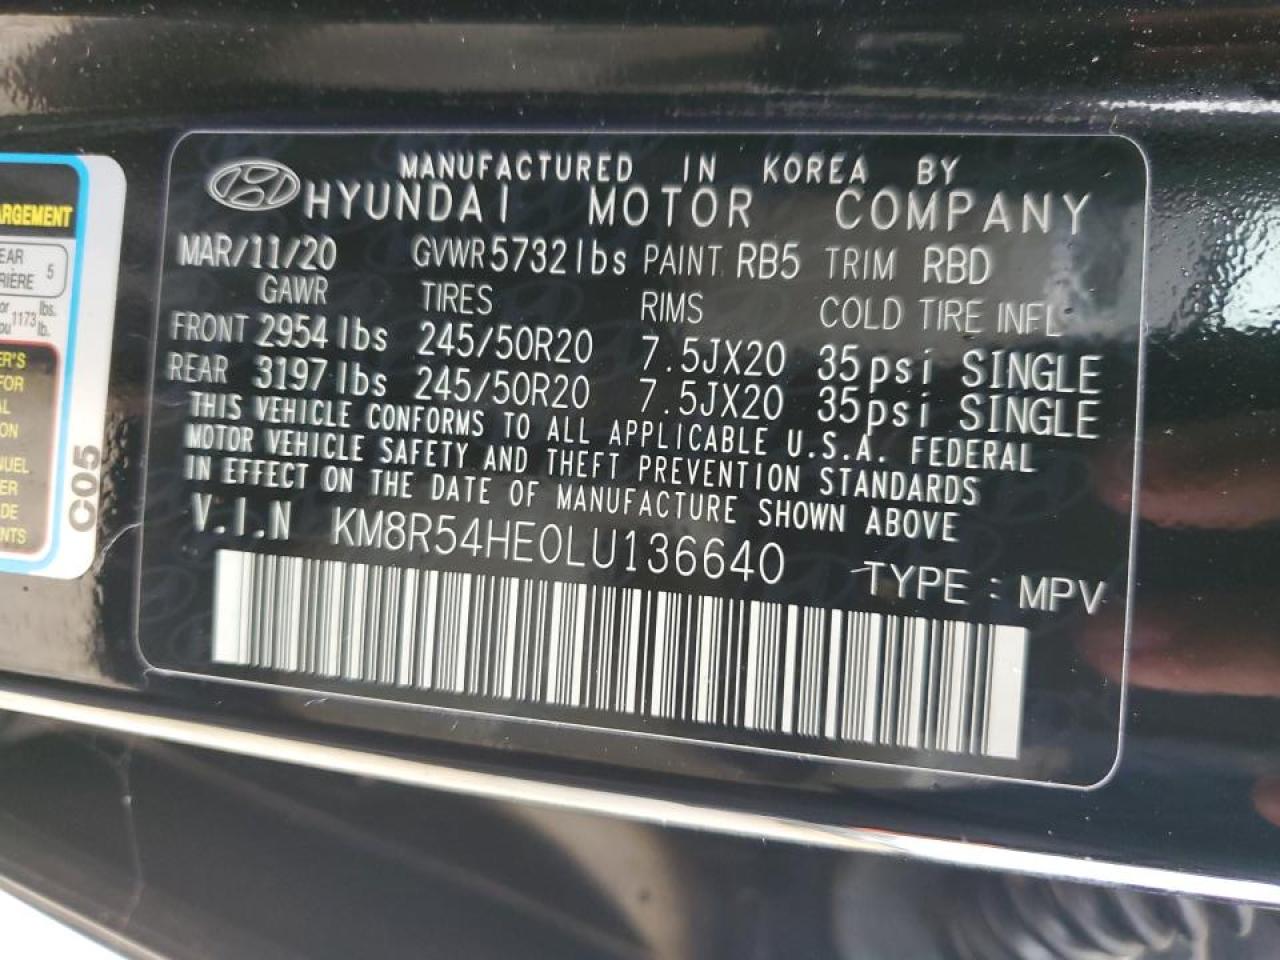 MANUFACTURED IN KOREA BY
HYUNDAI MOTOR COMPANY
MAR/11/20 GVWR 5732 lbs PAINT RB5 TRIM RBD
GAWR TIRES RIMS COLD TIRE INFL
FRONT 2954 lbs 245/50R20 7.5JX20 35psi SINGLE
REAR 3197 lbs 245/50R20 7.5JX20 35psi SINGLE
THIS VEHICLE CONFORMS TO ALL APPLICABLE U.S.A. FEDERAL
MOTOR VEHICLE SAFETY AND THEFT PREVENTION STANDARDS
IN EFFECT ON THE DATE OF MANUFACTURE SHOWN ABOVE
V.I.N KM8R54HE0LU136640
TYPE : MPV
ARGEMENT
EAR 5
RIÈRE
or 1173 lbs.
ou lb.
ER'S
FOR
AL
ON
NUEL
ER
DE
ENTS
C05